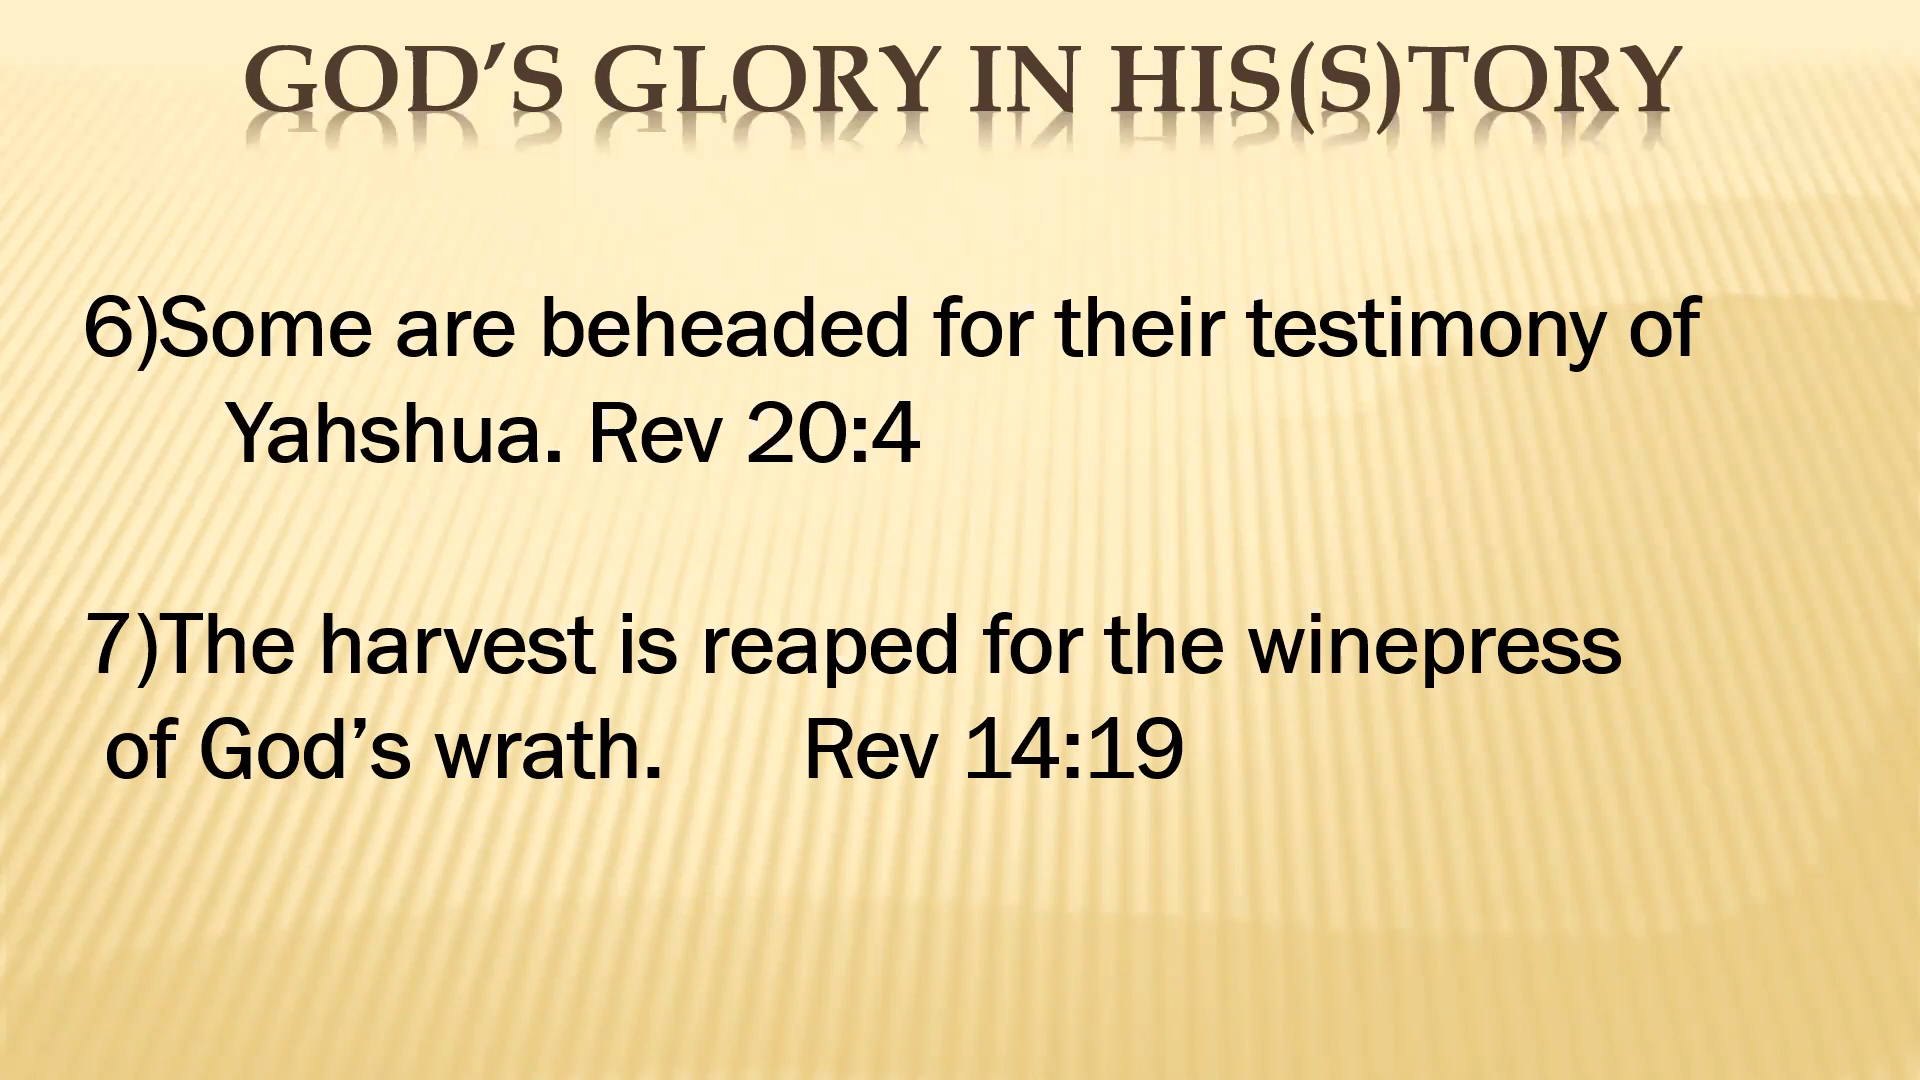 GOD’S GLORY IN HIS(S)TORY
6)Some are beheaded for their testimony of
Yahshua. Rev 20:4
7)The harvest is reaped for the winepress
of God’s wrath. Rev 14:19